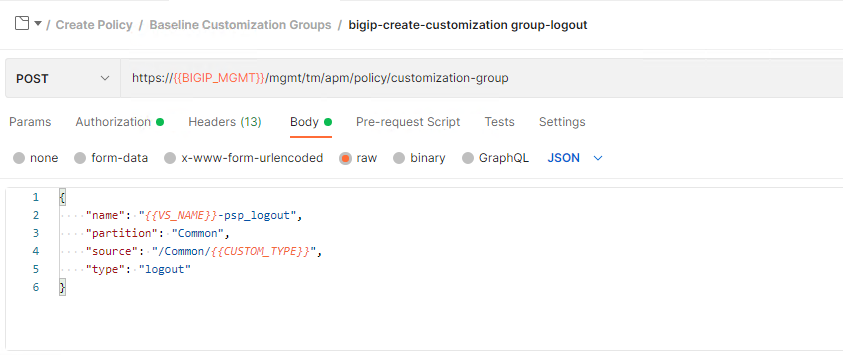 / Create Policy / Baseline Customization Groups / bigip-create-customization group-logout
POST https://{{BIGIP_MGMT}}/mgmt/tm/apm/policy/customization-group
Params Authorization Headers (13) Body Pre-request Script Tests Settings
none form-data x-www-form-urlencoded raw binary GraphQL JSON
1 {
2 "name": "{{VS_NAME}}-psp_logout",
3 "partition": "Common",
4 "source": "/Common/{{CUSTOM_TYPE}}",
5 "type": "logout"
6 }